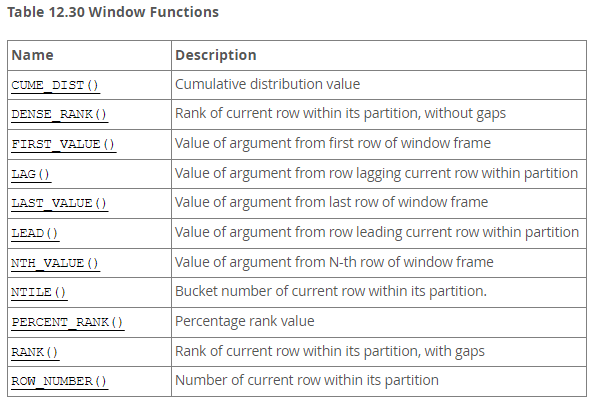 Table 12.30 Window Functions
Name Description
CUME_DIST() Cumulative distribution value
DENSE_RANK() Rank of current row within its partition, without gaps
FIRST_VALUE() Value of argument from first row of window frame
LAG() Value of argument from row lagging current row within partition
LAST_VALUE() Value of argument from last row of window frame
LEAD() Value of argument from row leading current row within partition
NTH_VALUE() Value of argument from N-th row of window frame
NTILE() Bucket number of current row within its partition.
PERCENT_RANK() Percentage rank value
RANK() Rank of current row within its partition, with gaps
ROW_NUMBER() Number of current row within its partition